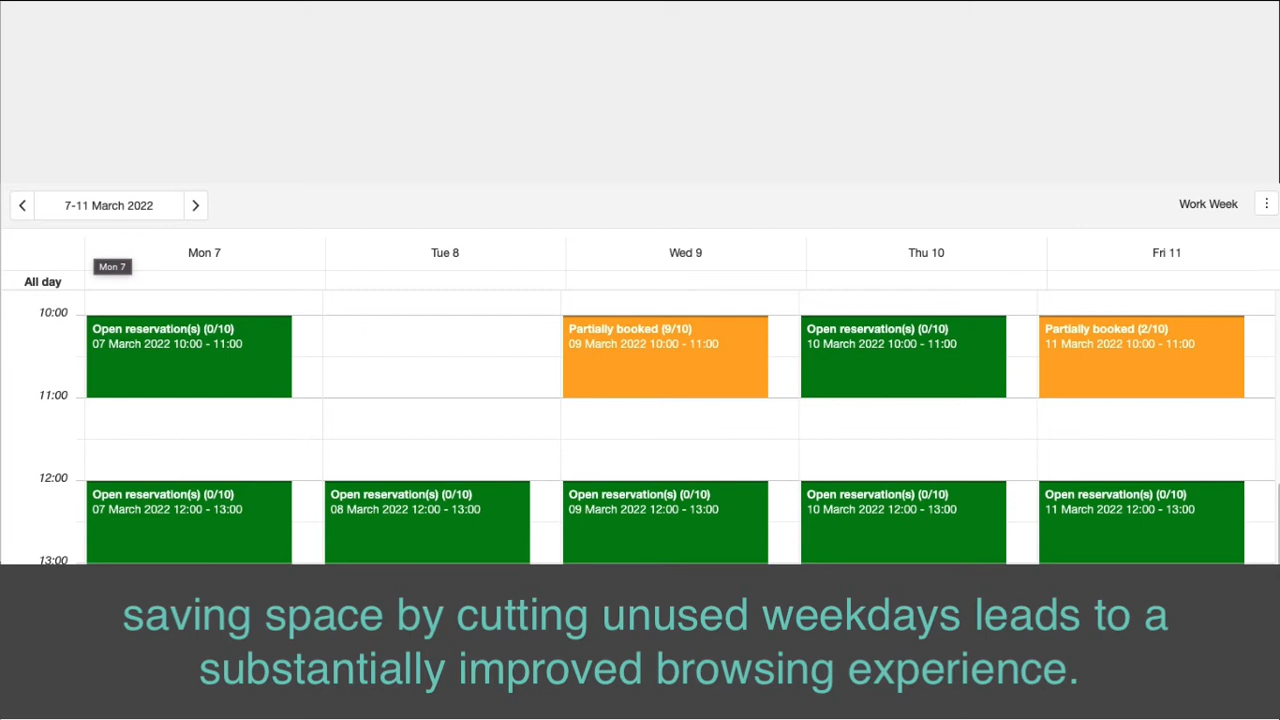 7-11 March 2022
Work Week
Mon 7
Tue 8
Wed 9
Thu 10
Fri 11
Mon 7
All day
10:00
Open reservation(s) (0/10)
07 March 2022 10:00 - 11:00
Partially booked (9/10)
09 March 2022 10:00 - 11:00
Open reservation(s) (0/10)
10 March 2022 10:00 - 11:00
Partially booked (2/10)
11 March 2022 10:00 - 11:00
11:00
12:00
Open reservation(s) (0/10)
07 March 2022 12:00 - 13:00
Open reservation(s) (0/10)
08 March 2022 12:00 - 13:00
Open reservation(s) (0/10)
09 March 2022 12:00 - 13:00
Open reservation(s) (0/10)
10 March 2022 12:00 - 13:00
Open reservation(s) (0/10)
11 March 2022 12:00 - 13:00
13:00
saving space by cutting unused weekdays leads to a
substantially improved browsing experience.